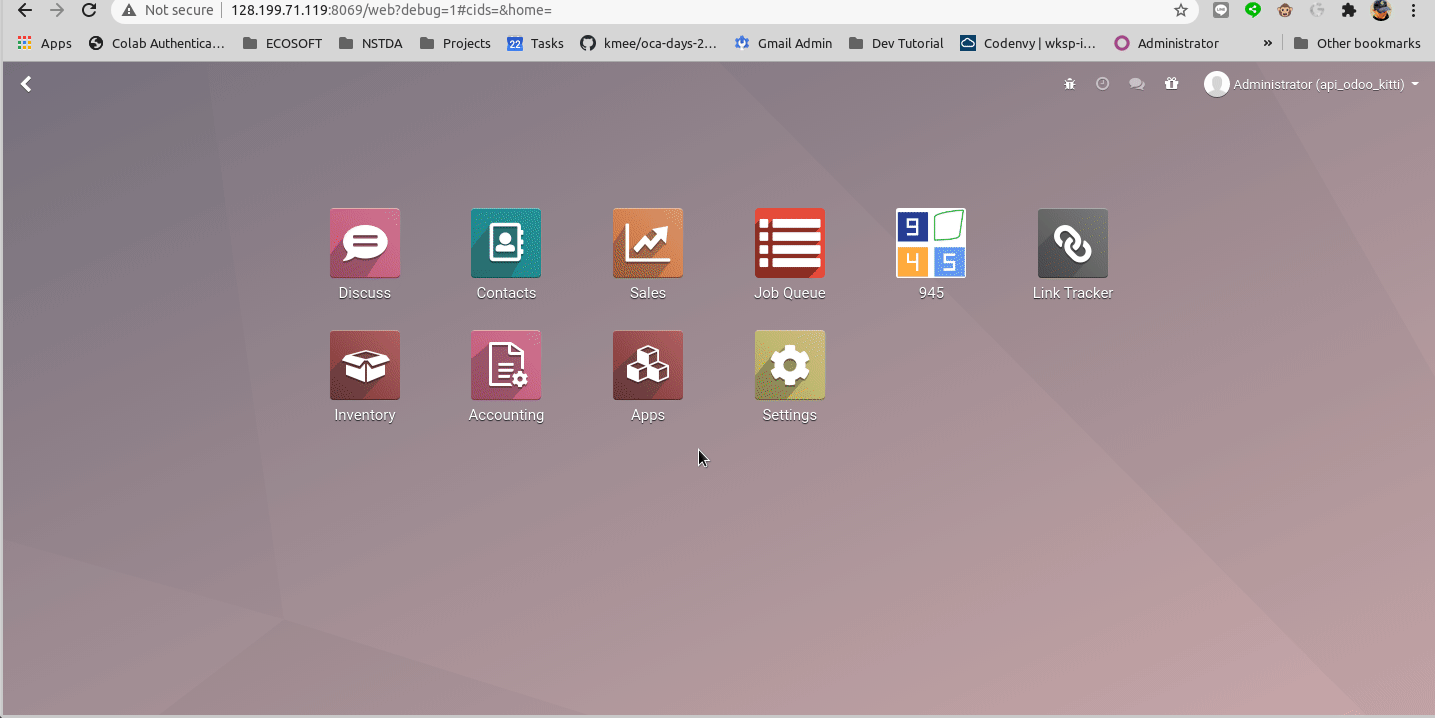 Not secure 128.199.71.119:8069/web?debug=1#cids=&home=
Apps Colab Authentica... ECOSOFT NSTDA Projects 22 Tasks kmee/oca-days-2... Gmail Admin Dev Tutorial Codenvy | wksp-i... Administrator » Other bookmarks
Administrator (api_odoo_kitti)
9
4 5
Discuss Contacts Sales Job Queue 945 Link Tracker
Inventory Accounting Apps Settings